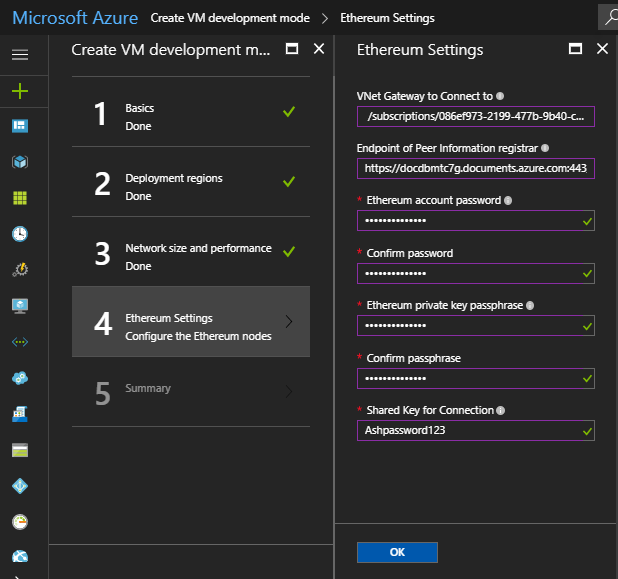 Microsoft Azure Create VM development mode > Ethereum Settings
Create VM development m...
1
Basics
Done
2
Deployment regions
Done
3
Network size and performance
Done
4
Ethereum Settings
Configure the Ethereum nodes
5
Summary
Ethereum Settings
VNet Gateway to Connect to
/subscriptions/086ef973-2199-477b-9b40-c...
Endpoint of Peer Information registrar
https://docdbmtc7g.documents.azure.com:443
* Ethereum account password
••••••••••••••
* Confirm password
••••••••••••••
* Ethereum private key passphrase
••••••••••••••
* Confirm passphrase
••••••••••••••
* Shared Key for Connection
Ashpassword123
OK